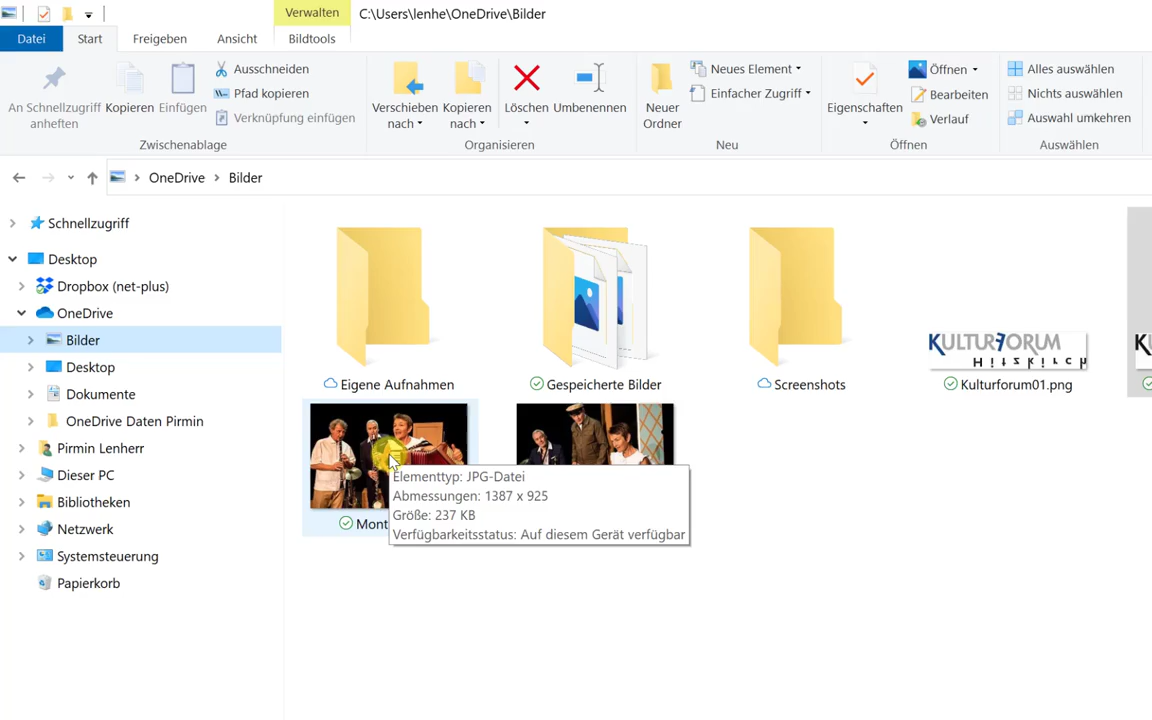 Verwalten
C:\Users\lenhe\OneDrive\Bilder
Datei
Start
Freigeben
Ansicht
Bildtools
An Schnellzugriff
anheften
Kopieren
Einfügen
Ausschneiden
Pfad kopieren
Verknüpfung einfügen
Zwischenablage
Verschieben
nach
Kopieren
nach
Löschen
Umbenennen
Organisieren
Neuer
Ordner
Neues Element
Einfacher Zugriff
Neu
Eigenschaften
Öffnen
Bearbeiten
Verlauf
Öffnen
Alles auswählen
Nichts auswählen
Auswahl umkehren
Auswählen
OneDrive
Bilder
Schnellzugriff
Desktop
Dropbox (net-plus)
OneDrive
Bilder
Desktop
Dokumente
OneDrive Daten Pirmin
Pirmin Lenherr
Dieser PC
Bibliotheken
Netzwerk
Systemsteuerung
Papierkorb
KULTURFORUM
Hitzkirch
K
Eigene Aufnahmen
Gespeicherte Bilder
Screenshots
Kulturforum01.png
Mont
Elementtyp: JPG-Datei
Abmessungen: 1387 x 925
Größe: 237 KB
Verfügbarkeitsstatus: Auf diesem Gerät verfügbar